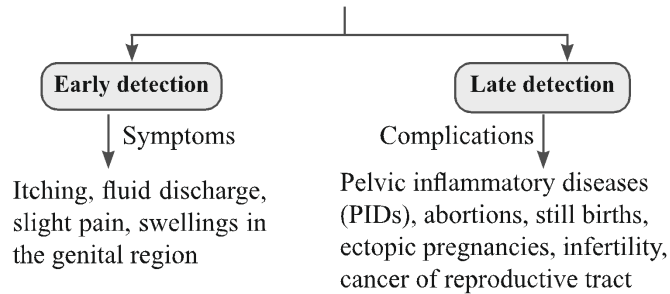 Early detection
Late detection
Symptoms
Complications
Itching, fluid discharge,
slight pain, swellings in
the genital region
Pelvic inflammatory diseases
(PIDs), abortions, still births,
ectopic pregnancies, infertility,
cancer of reproductive tract